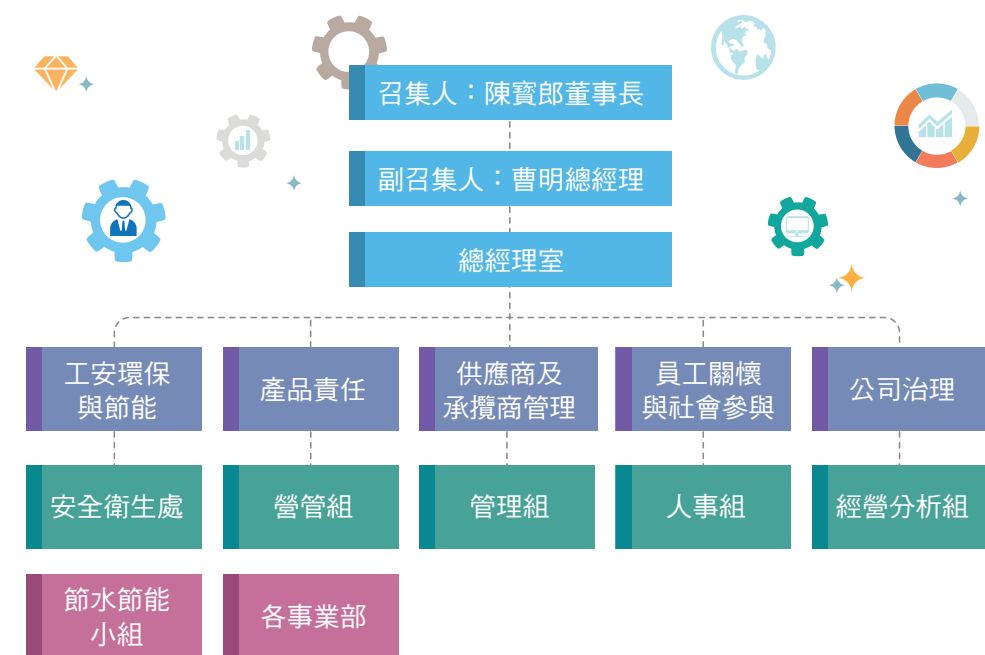 召集人：陳寶郎董事長
副召集人：曹明總經理
總經理室
工安環保
與節能
產品責任
供應商及
承攬商管理
員工關懷
與社會參與
公司治理
安全衛生處
營管組
管理組
人事組
經營分析組
節水節能
小組
各事業部